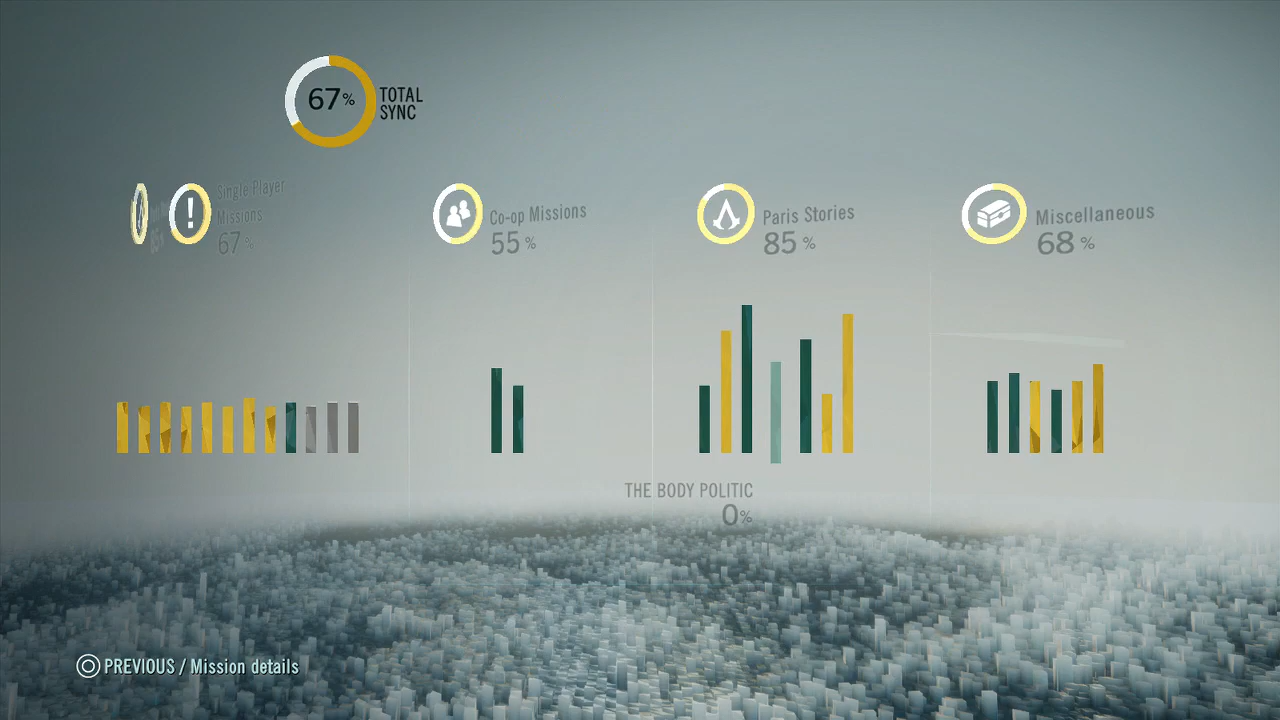 67%
TOTAL
SYNC
Single Player
Missions
67%
Co-op Missions
55%
Paris Stories
85%
Miscellaneous
68%
THE BODY POLITIC
0%
PREVIOUS / Mission details